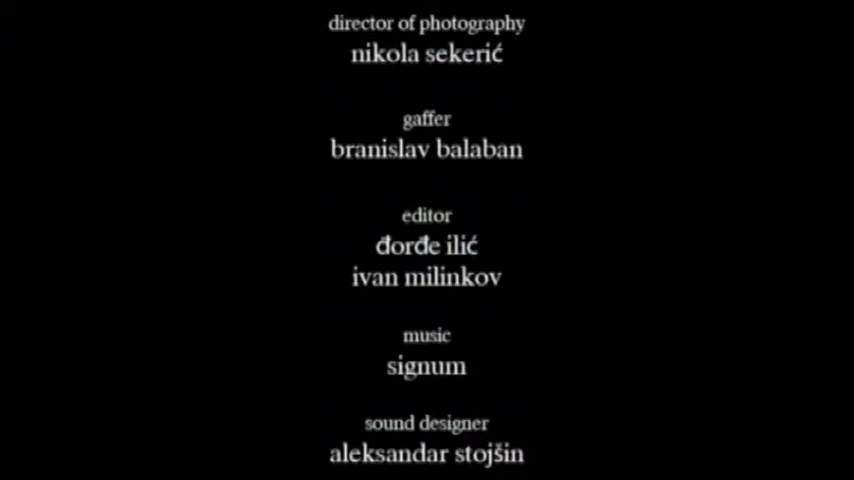 director of photography
nikola sekerić
gaffer
branislav balaban
editor
đorđe ilić
ivan milinkov
music
signum
sound designer
aleksandar stojšin